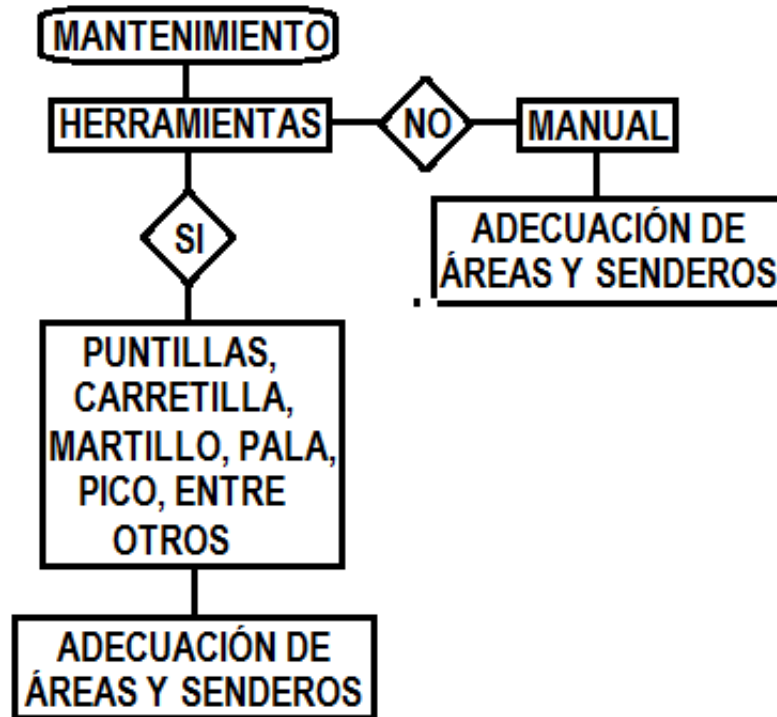 MANTENIMIENTO
HERRAMIENTAS
NO
MANUAL
SI
ADECUACIÓN DE
ÁREAS Y SENDEROS
PUNTILLAS,
CARRETILLA,
MARTILLO, PALA,
PICO, ENTRE
OTROS
ADECUACIÓN DE
ÁREAS Y SENDEROS